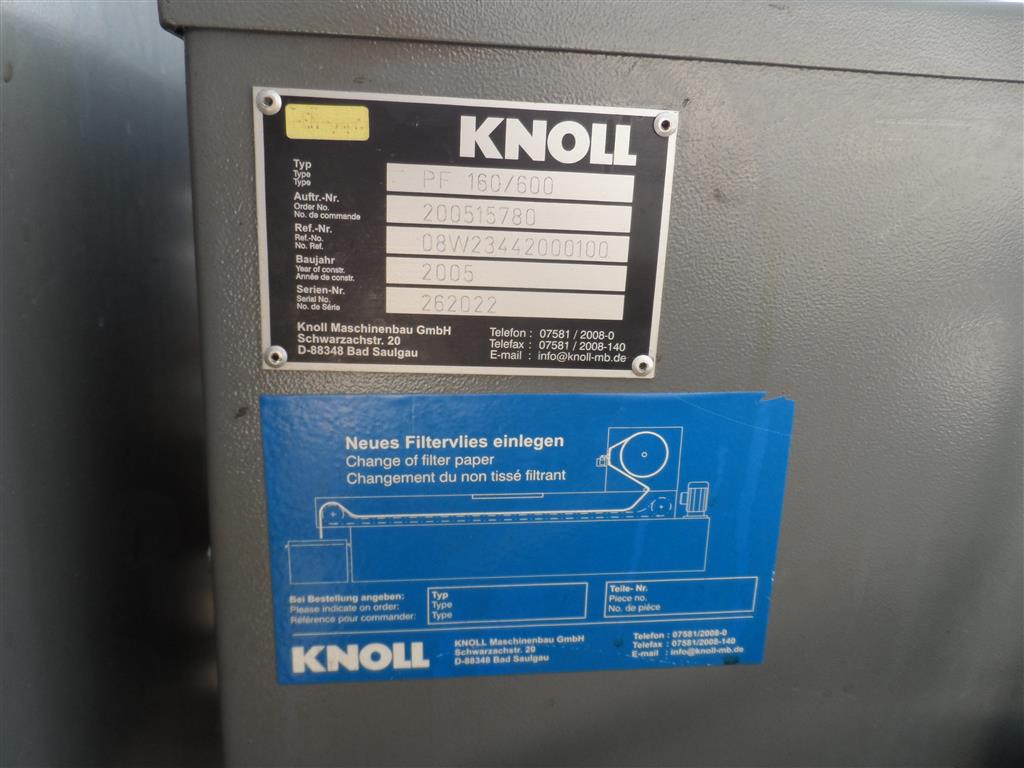 KNOLL
Typ
Type
Type
PF 160/600
Auftr.-Nr.
Order No.
No. de commande
200515780
Ref.-Nr.
Ref.-No.
No. Ref.
08W23442000100
Baujahr
Year of constr.
Année de constr.
2005
Serien-Nr.
Serial No.
No. de Série
262022
Knoll Maschinenbau GmbH
Schwarzachstr. 20
D-88348 Bad Saulgau
Telefon : 07581 / 2008-0
Telefax : 07581 / 2008-140
E-mail : info@knoll-mb.de
Neues Filtervlies einlegen
Change of filter paper
Changement du non tissé filtrant
Bei Bestellung angeben:
Please indicate on order:
Référence pour commander:
Typ
Type
Type
Teile- Nr.
Piece no.
No. de pièce
KNOLL
KNOLL Maschinenbau GmbH
Schwarzachstr. 20
D-88348 Bad Saulgau
Telefon : 07581/2008-0
Telefax : 07581/2008-140
E-mail : info@knoll-mb.de